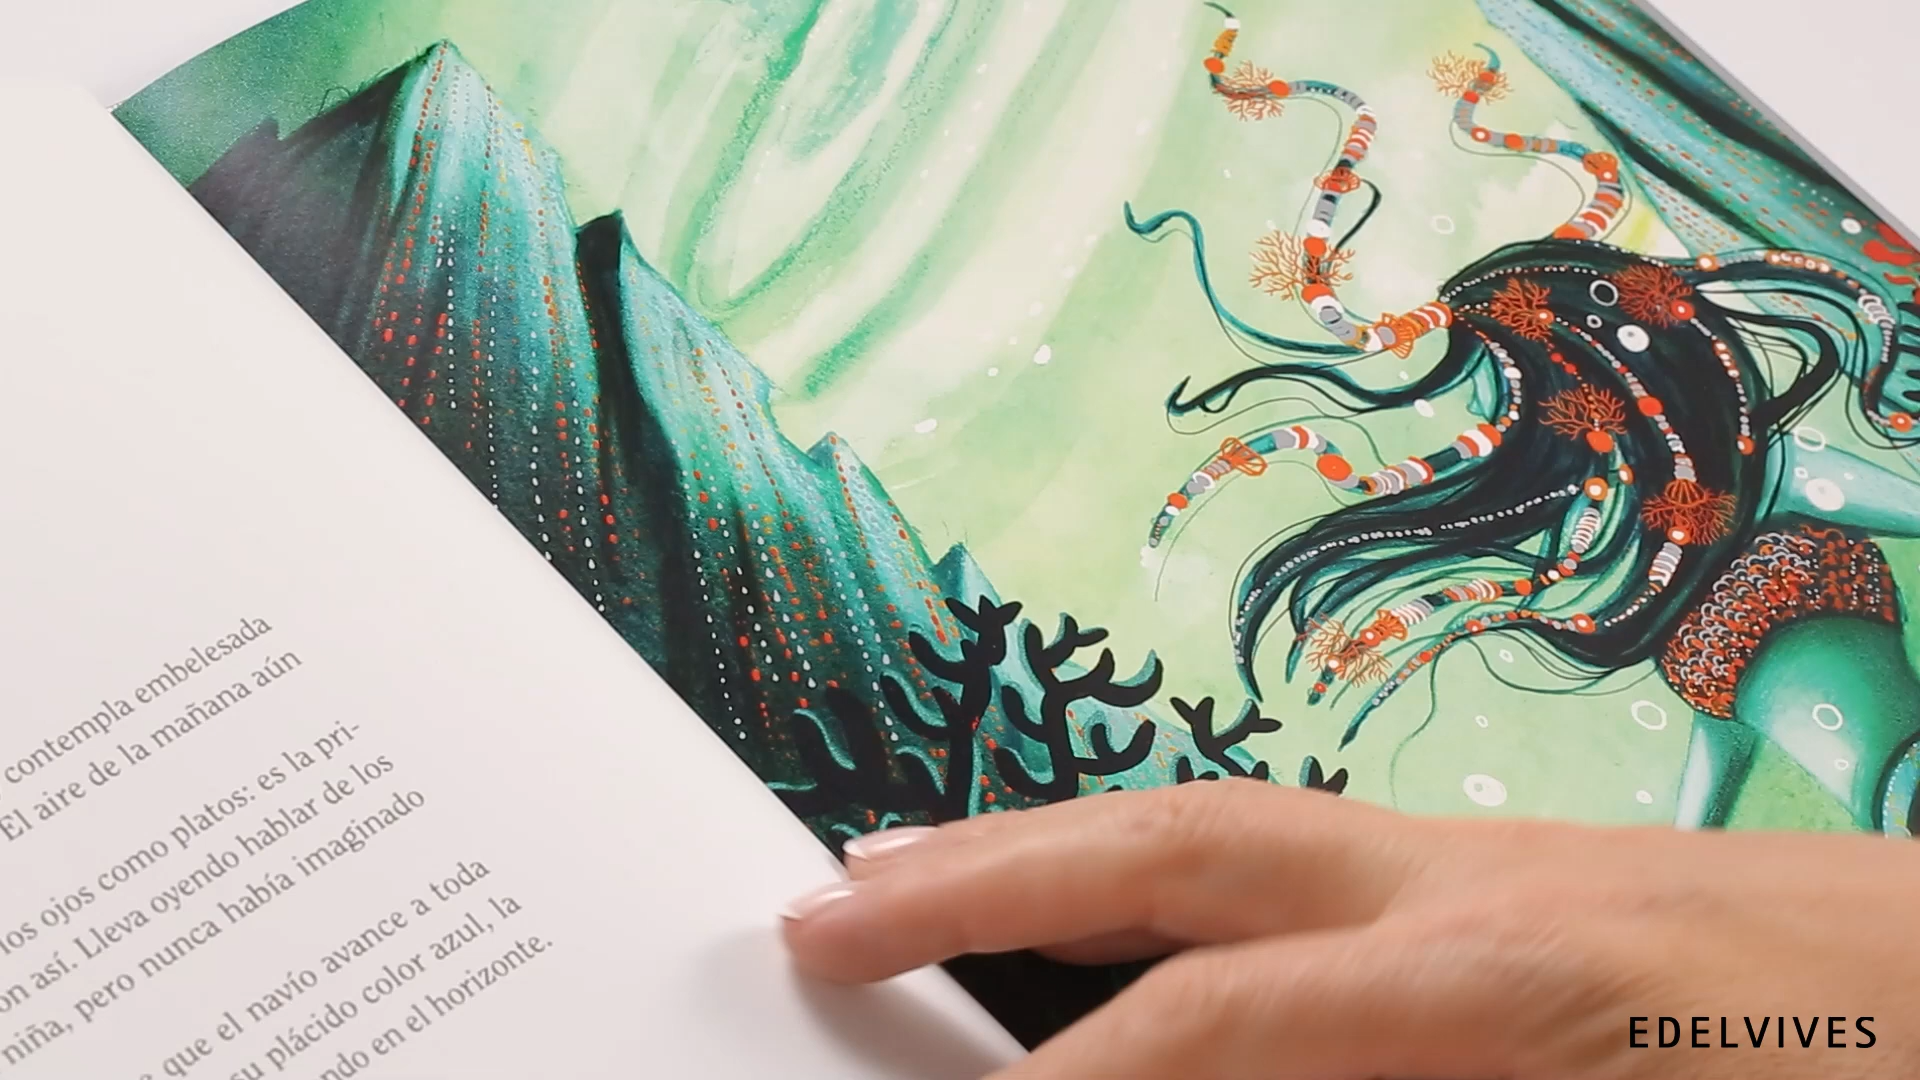 contempla embelesada
El aire de la mañana aún
los ojos como platos: es la pri-
on así. Lleva oyendo hablar de los
niña, pero nunca había imaginado
que el navío avance a toda
su plácido color azul, la
ndo en el horizonte.
EDELVIVES